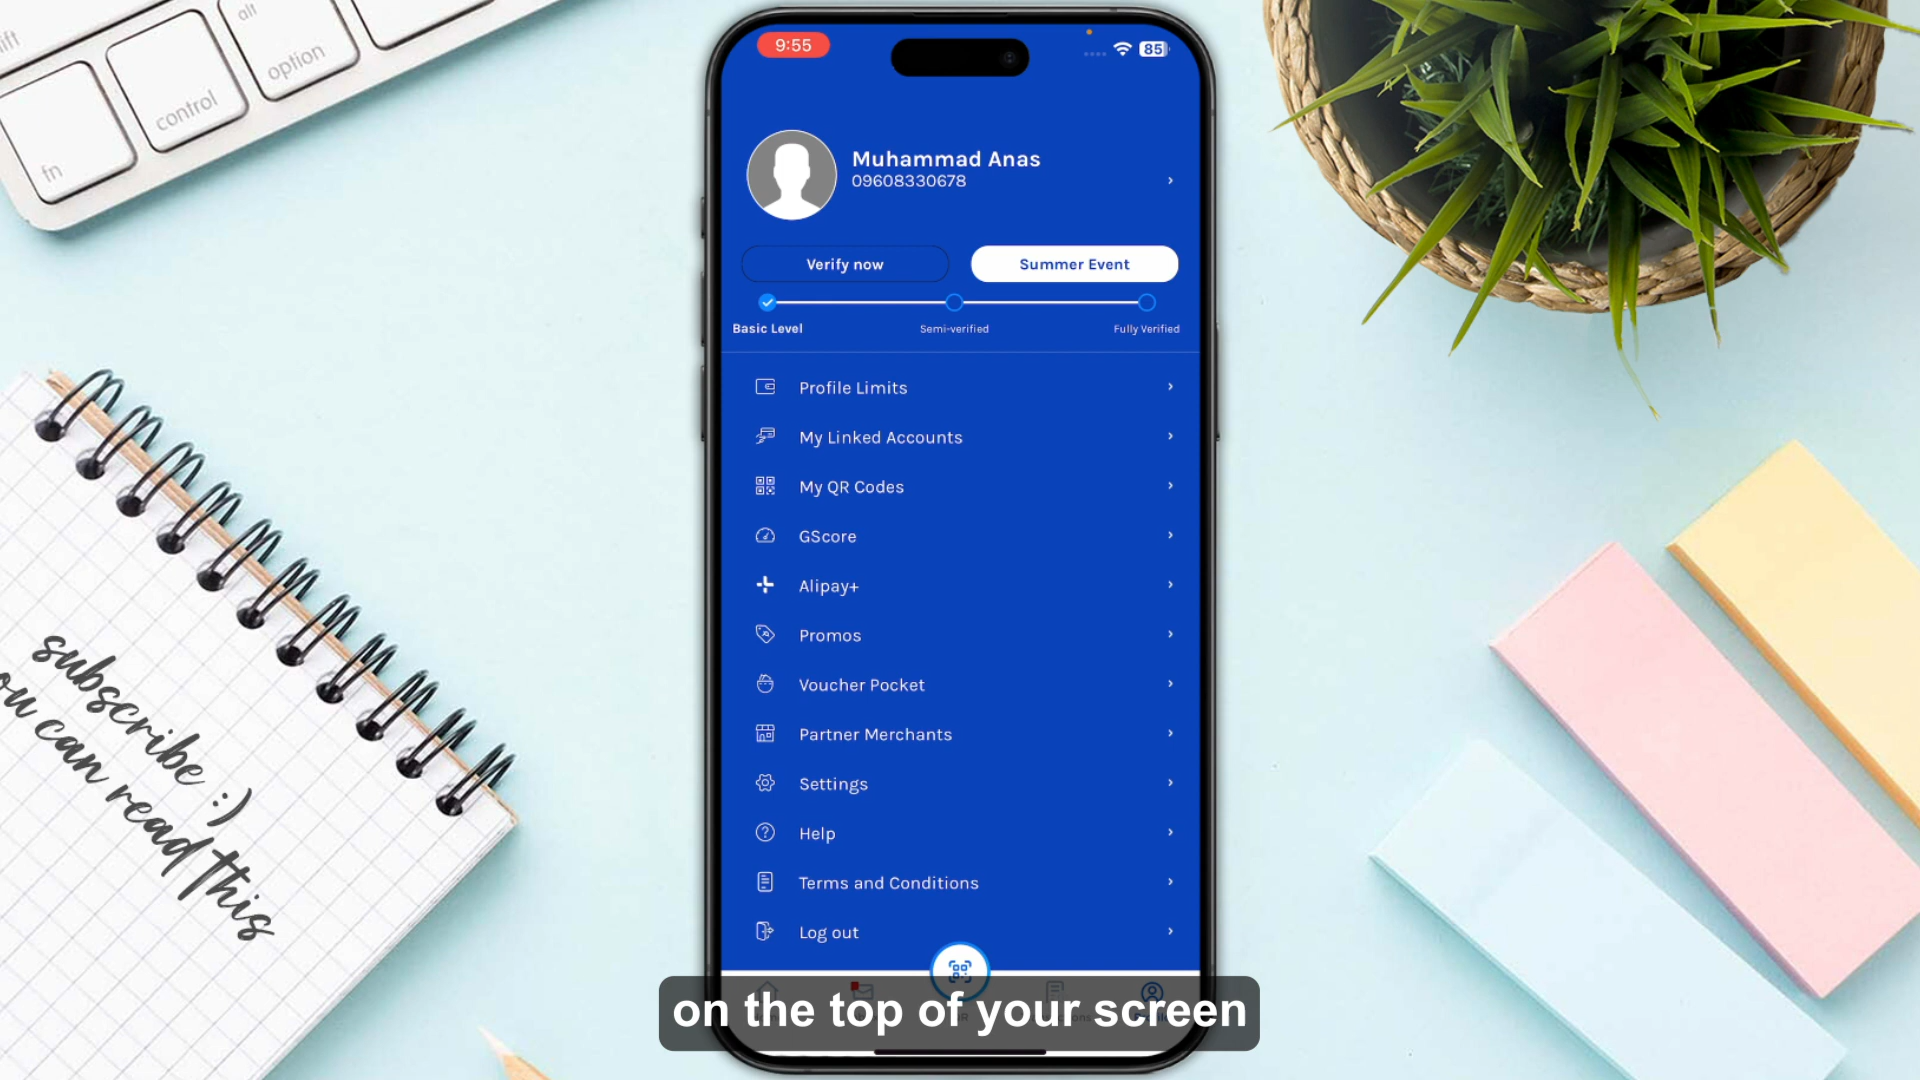 ift
alt
option
control
fn
9:55
85
Muhammad Anas
09608330678
Verify now
Summer Event
Basic Level
Semi-verified
Fully Verified
Profile Limits
My Linked Accounts
My QR Codes
GScore
Alipay+
Promos
Voucher Pocket
Partner Merchants
Settings
Help
Terms and Conditions
Log out
on the top of your screen
subscribe :)
ou can read this